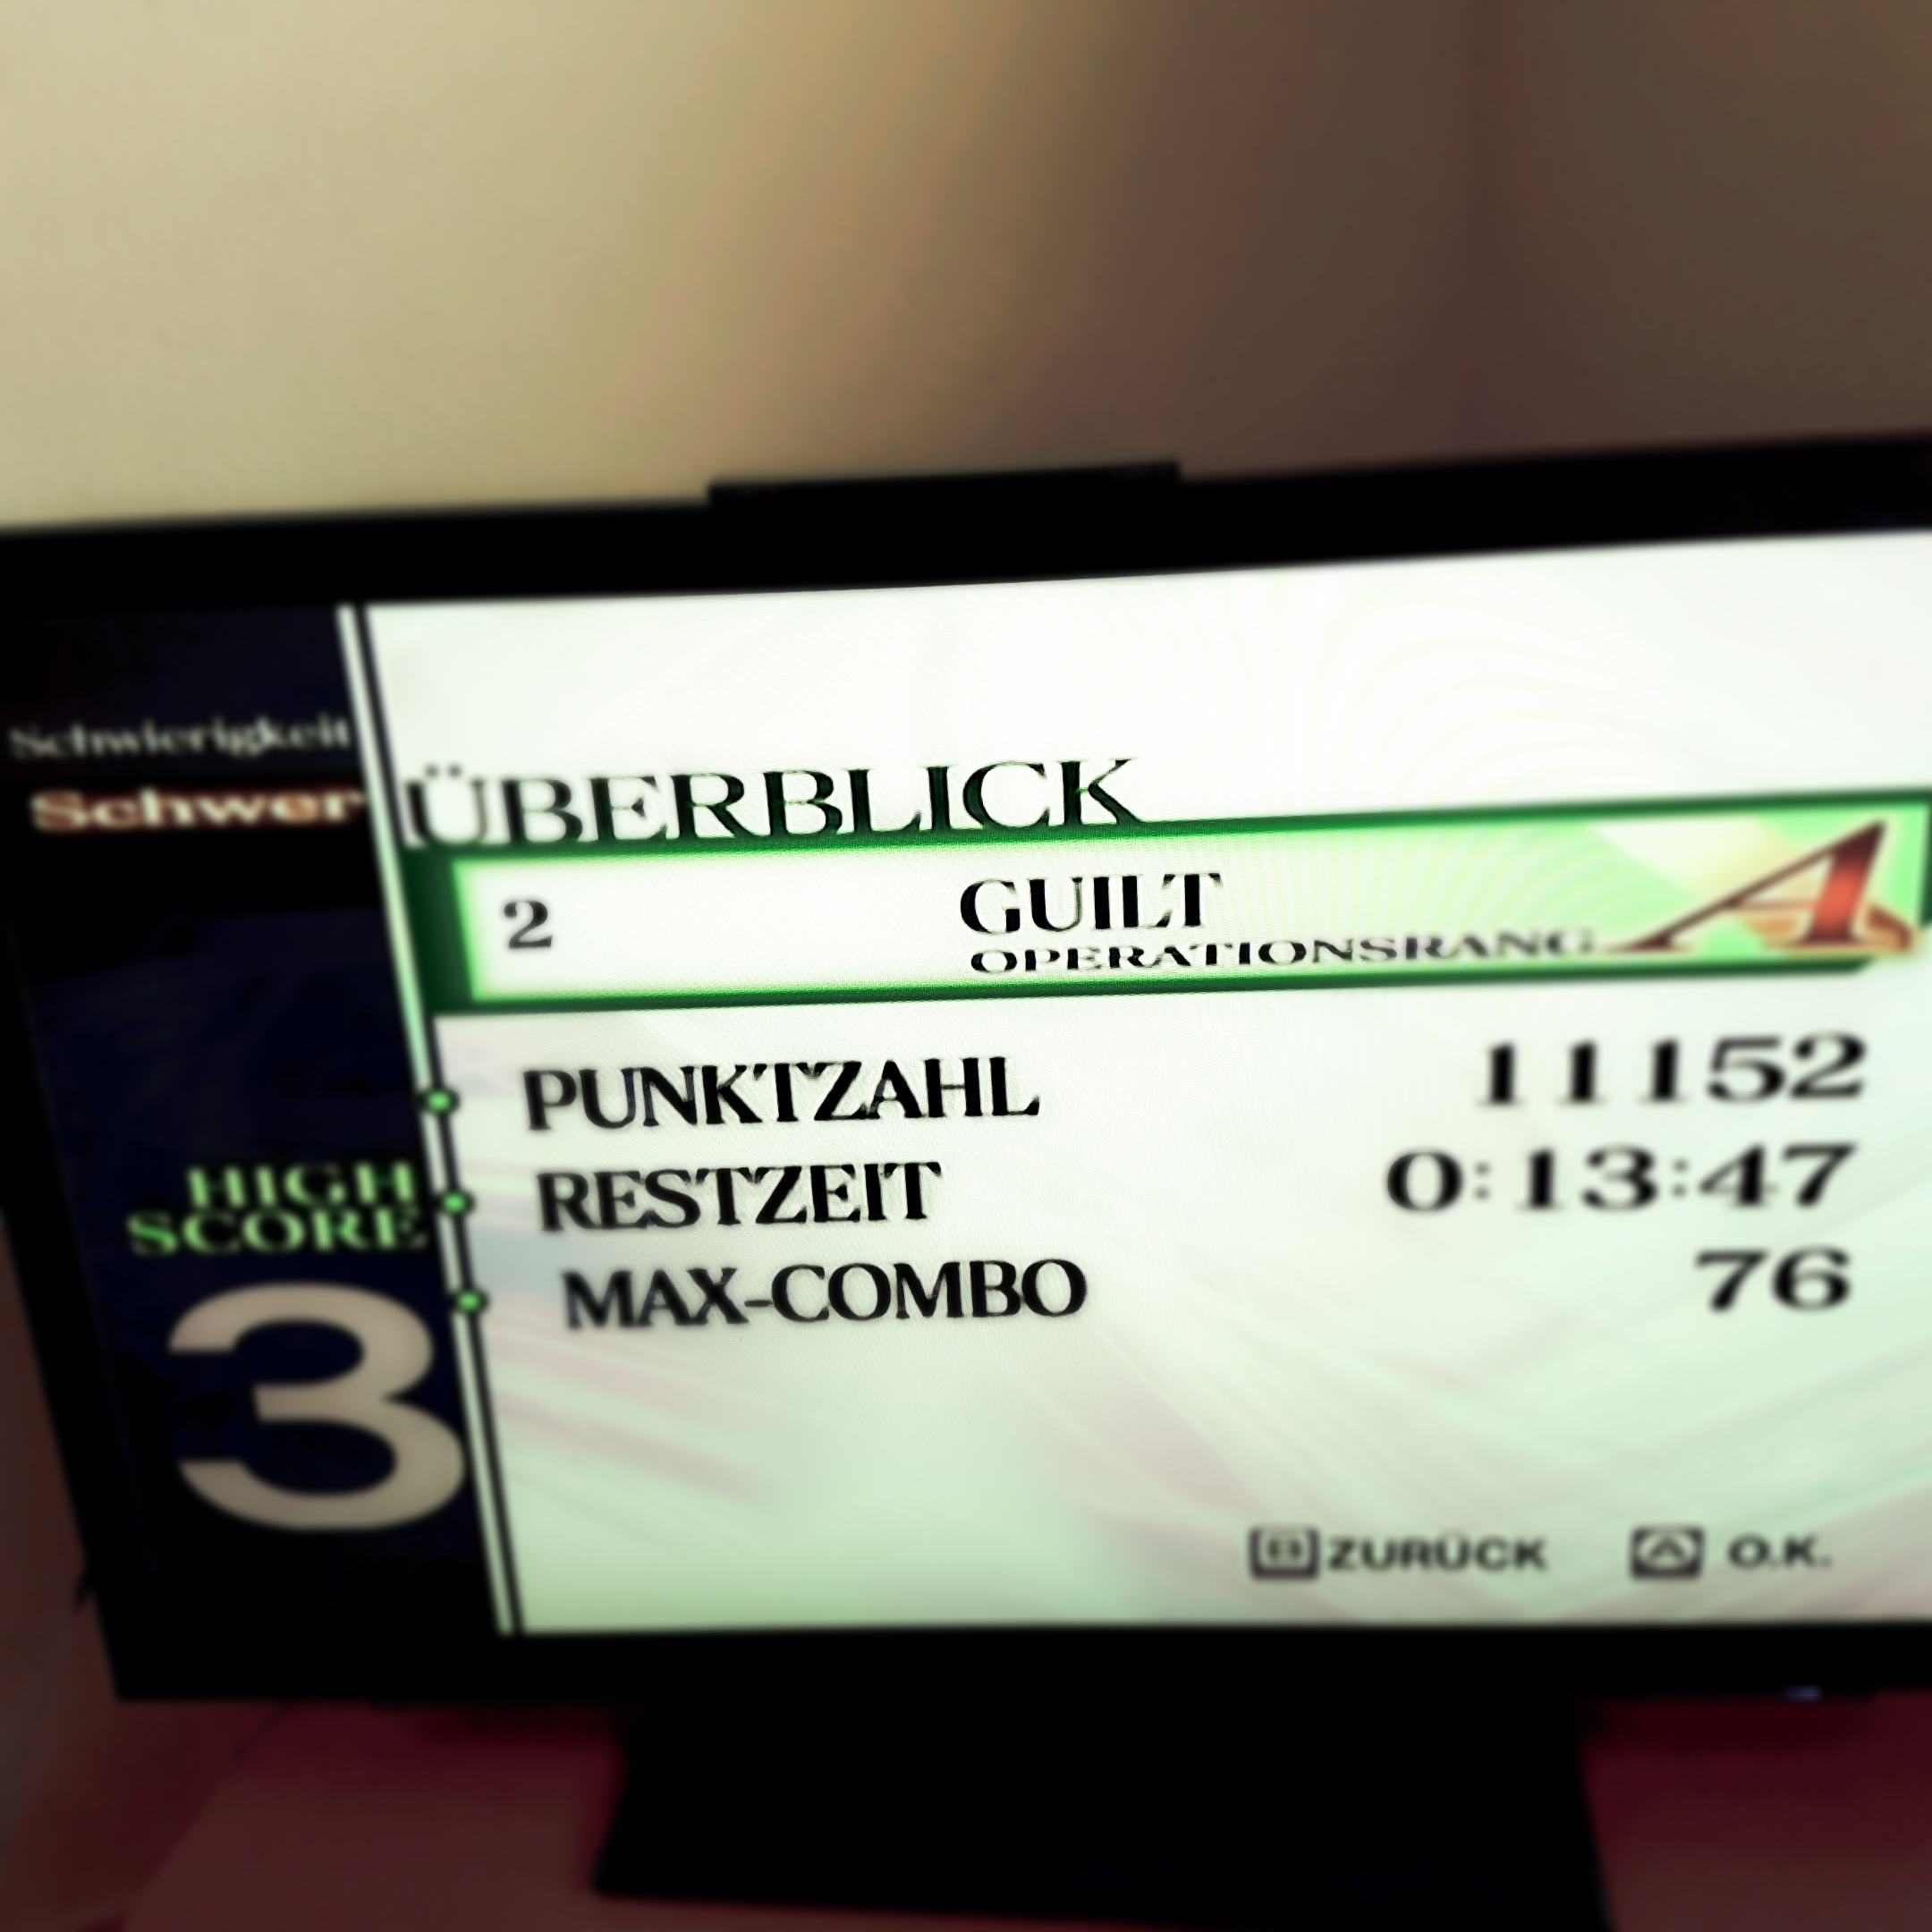 Schwierigkeit
Schwer
ÜBERBLICK
2 GUILT
OPERATIONSRANG A
PUNKTZAHL 11152
RESTZEIT 0:13:47
MAX-COMBO 76
HIGH
SCORE
3
B ZURÜCK A O.K.